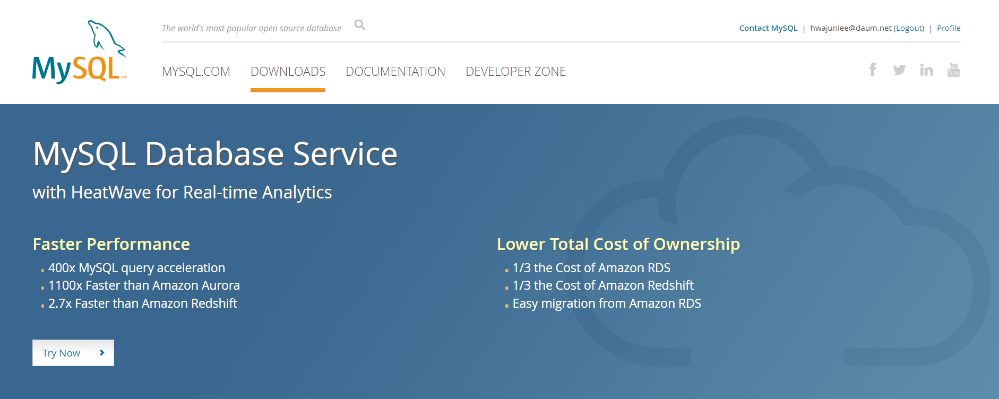 The world's most popular open source database
Contact MySQL | hwajunlee@daum.net (Logout) | Profile
MySQL™
MYSQL.COM DOWNLOADS DOCUMENTATION DEVELOPER ZONE
f in You Tube
MySQL Database Service
with HeatWave for Real-time Analytics
Faster Performance
400x MySQL query acceleration
1100x Faster than Amazon Aurora
2.7x Faster than Amazon Redshift
Lower Total Cost of Ownership
1/3 the Cost of Amazon RDS
1/3 the Cost of Amazon Redshift
Easy migration from Amazon RDS
Try Now